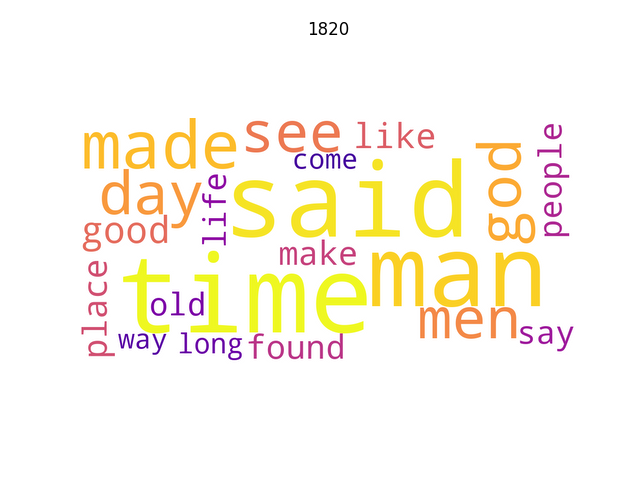 1820
made
see
like
come
people
god
day
said
life
good
make
man
time
place
old
men
say
way
long
found